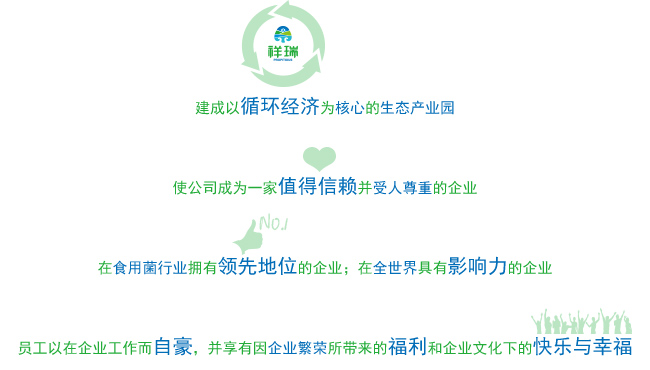 祥瑞
建成以循环经济为核心的生态产业园
使公司成为一家值得信赖并受人尊重的企业
No.1
在食用菌行业拥有领先地位的企业；在全世界具有影响力的企业
员工以在企业工作而自豪，并享有因企业繁荣所带来的福利和企业文化下的快乐与幸福